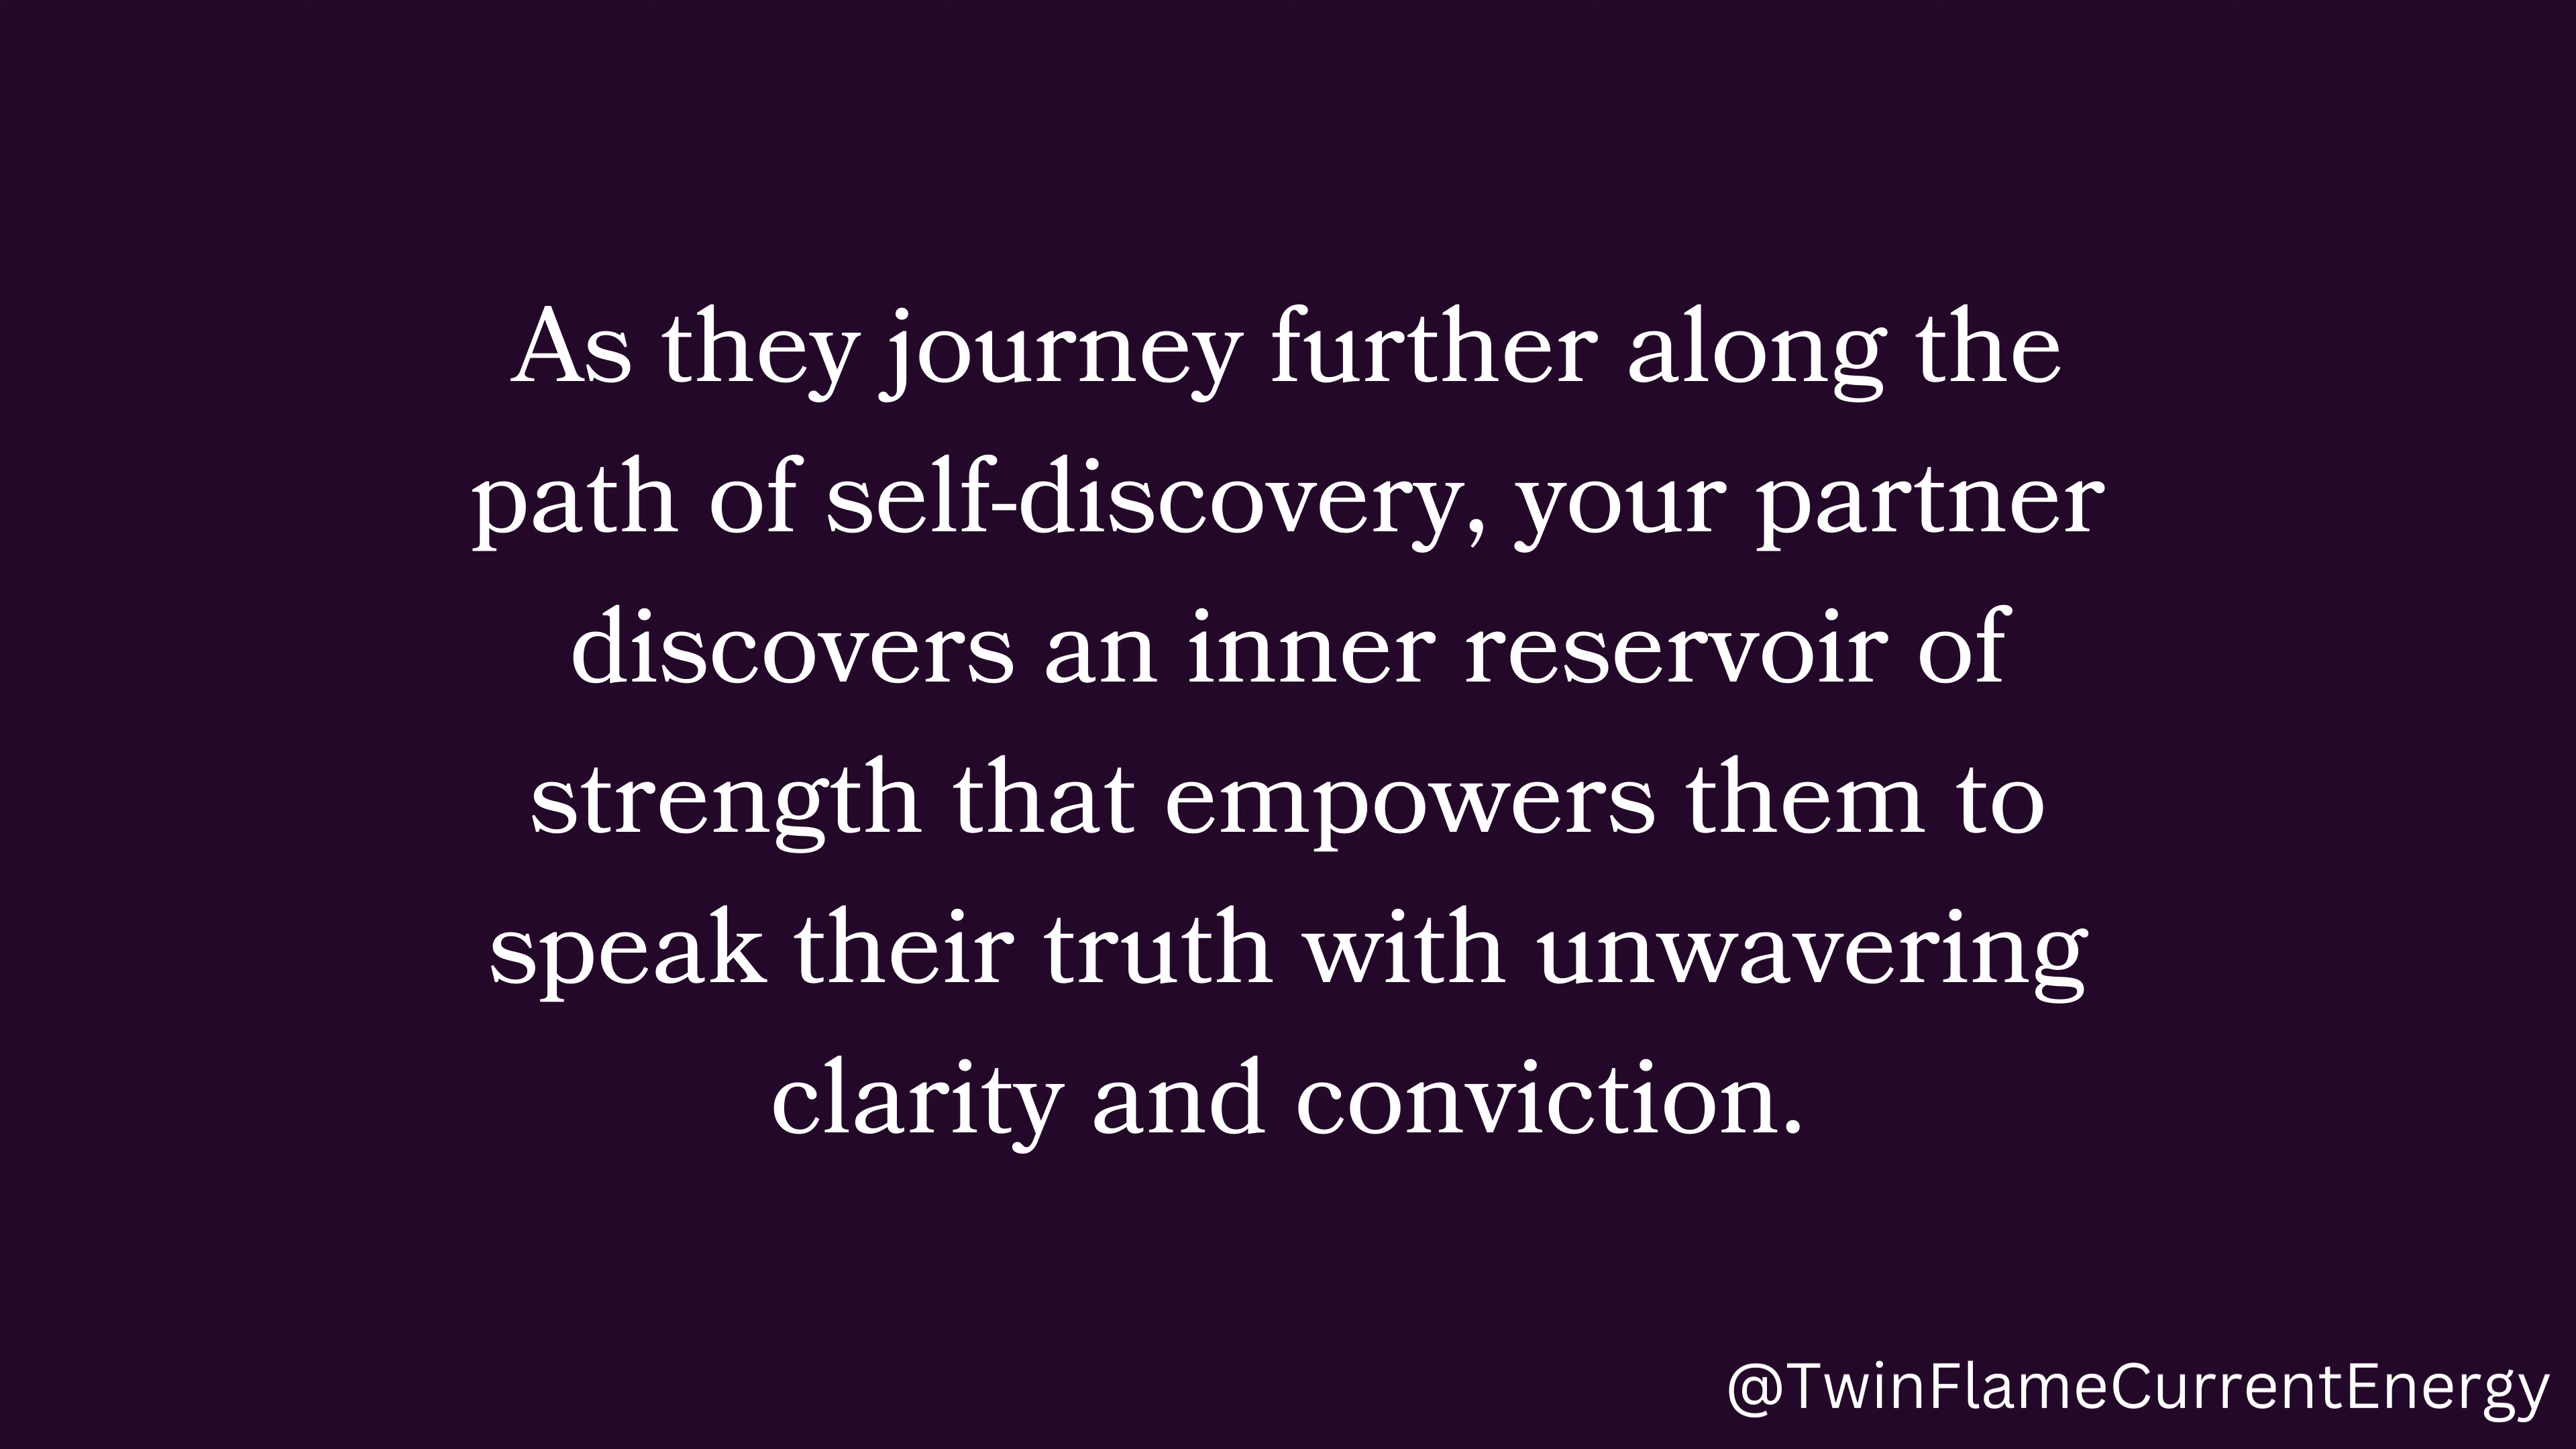 As they journey further along the
path of self-discovery, your partner
discovers an inner reservoir of
strength that empowers them to
speak their truth with unwavering
clarity and conviction.
@TwinFlameCurrentEnergy